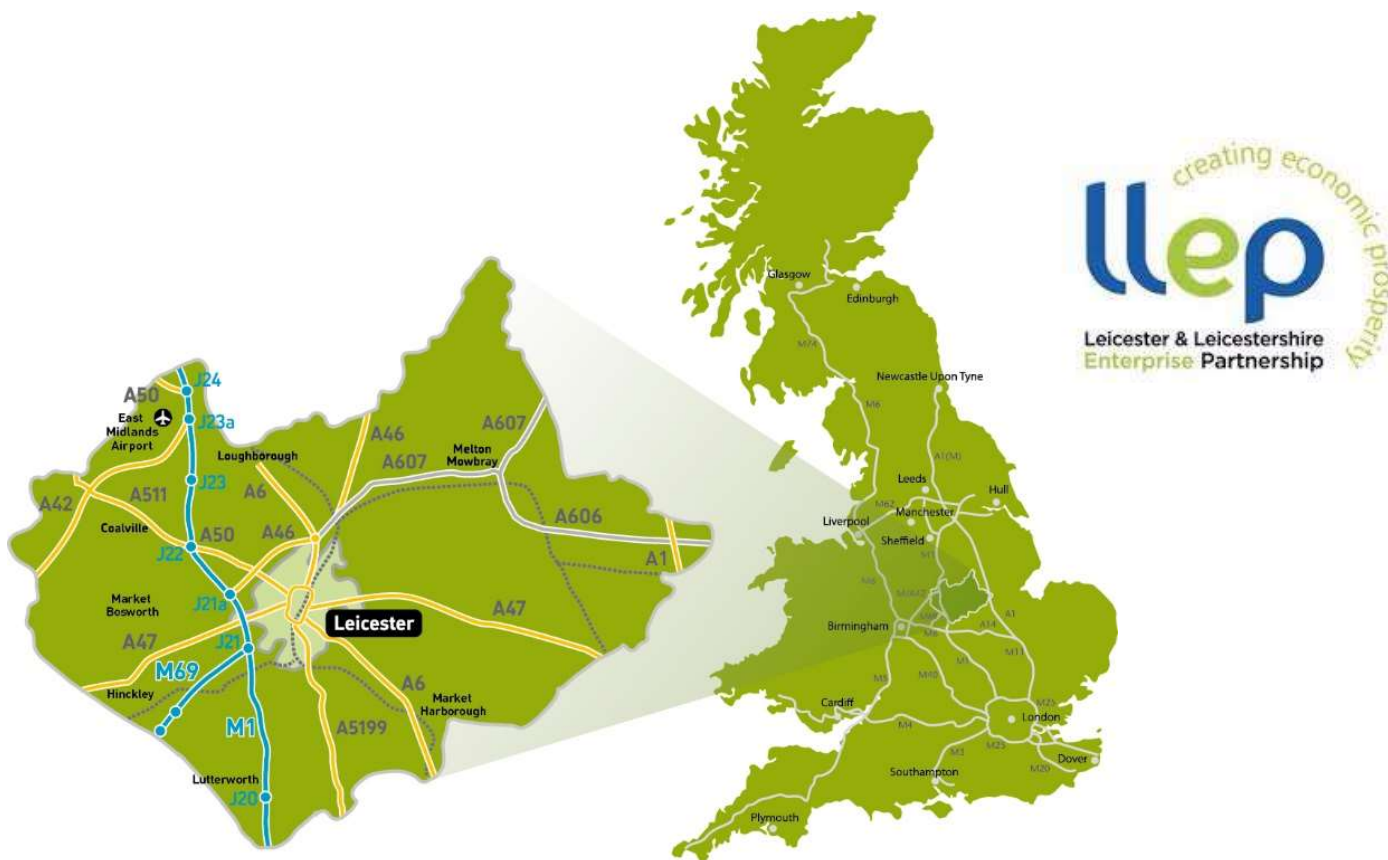 J24
A50
East
Midlands
Airport
J23a
Loughborough
A46
A607
A607
Melton
Mowbray
A6
J23
A511
A42
Coalville
A50
A46
J22
A606
A1
Market
Bosworth
J21a
Leicester
A47
J21
A47
M69
Hinckley
A6
Market
Harborough
M1
A5199
Lutterworth
J20
Glasgow
Edinburgh
M74
Newcastle Upon Tyne
M6
A1(M)
Leeds
Hull
M62
Manchester
Liverpool
Sheffield
M1
M6
A1
Birmingham
M6
A14
M1
M11
M5
M40
Cardiff
M25
London
M4
M3
M25
Dover
M20
Southampton
Plymouth
creating economic prosperity
llep
Leicester & Leicestershire
Enterprise Partnership